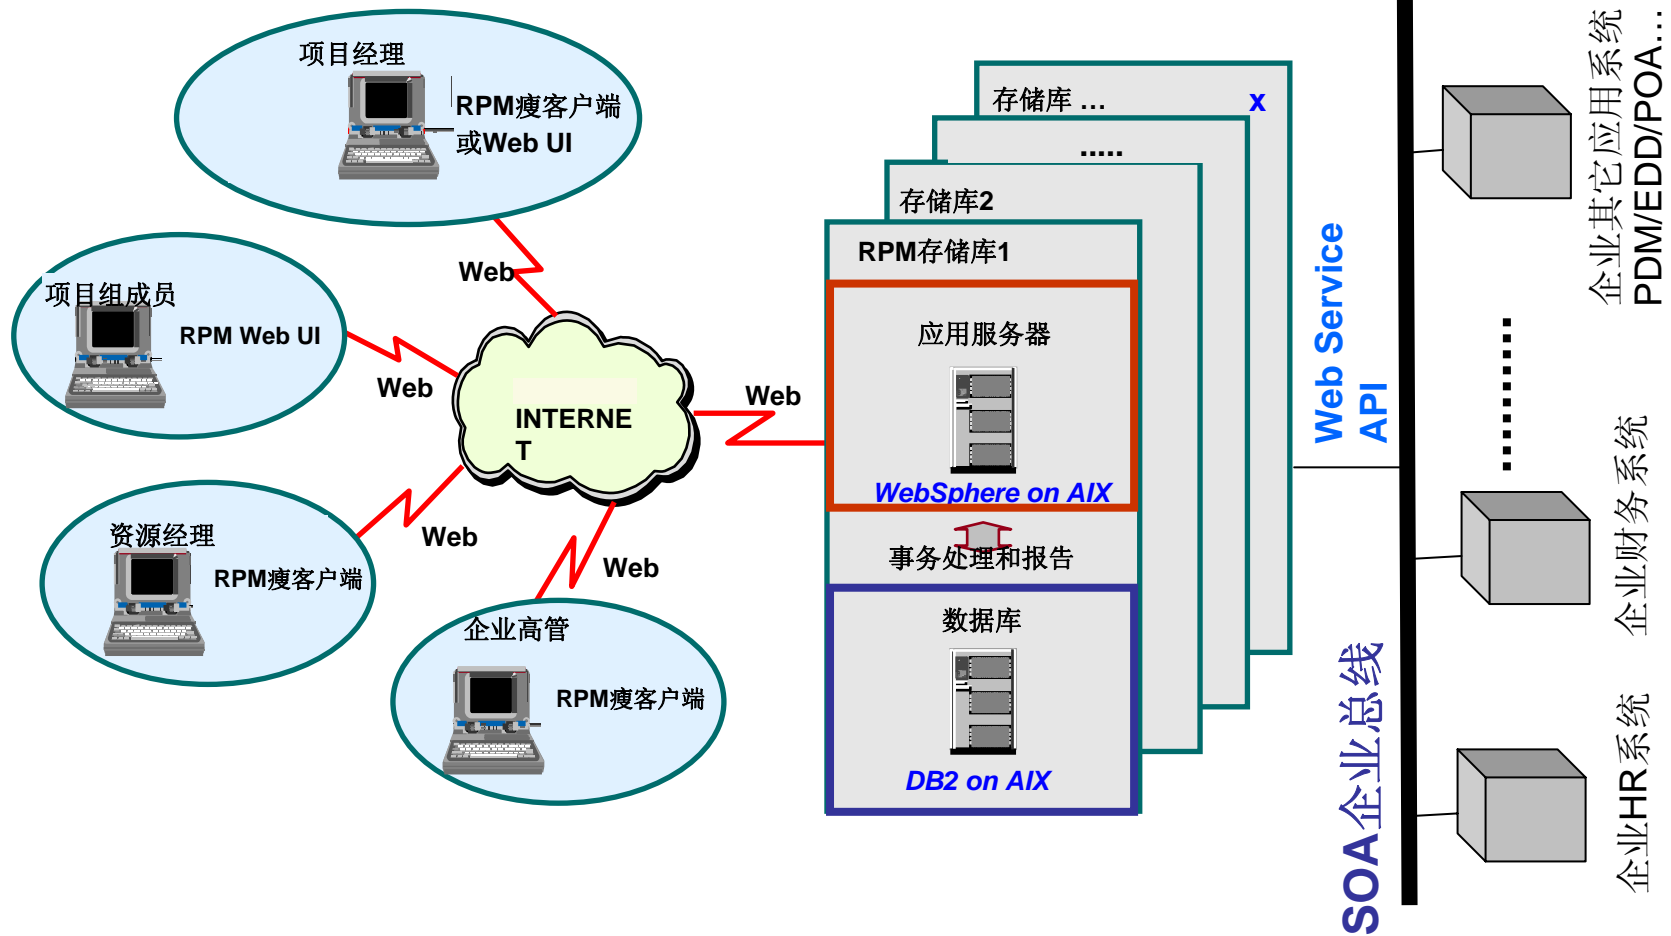 项目经理
RPM瘦客户端
或Web UI
Web
项目组成员
RPM Web UI
Web
INTERNE
T
Web
资源经理
RPM瘦客户端
Web
Web
企业高管
RPM瘦客户端
存储库 …
x
.....
存储库2
RPM存储库1
应用服务器
WebSphere on AIX
事务处理和报告
数据库
DB2 on AIX
Web Service
API
SOA企业总线
企业其它应用系统
PDM/EDD/POA…
企业财务系统
企业HR系统